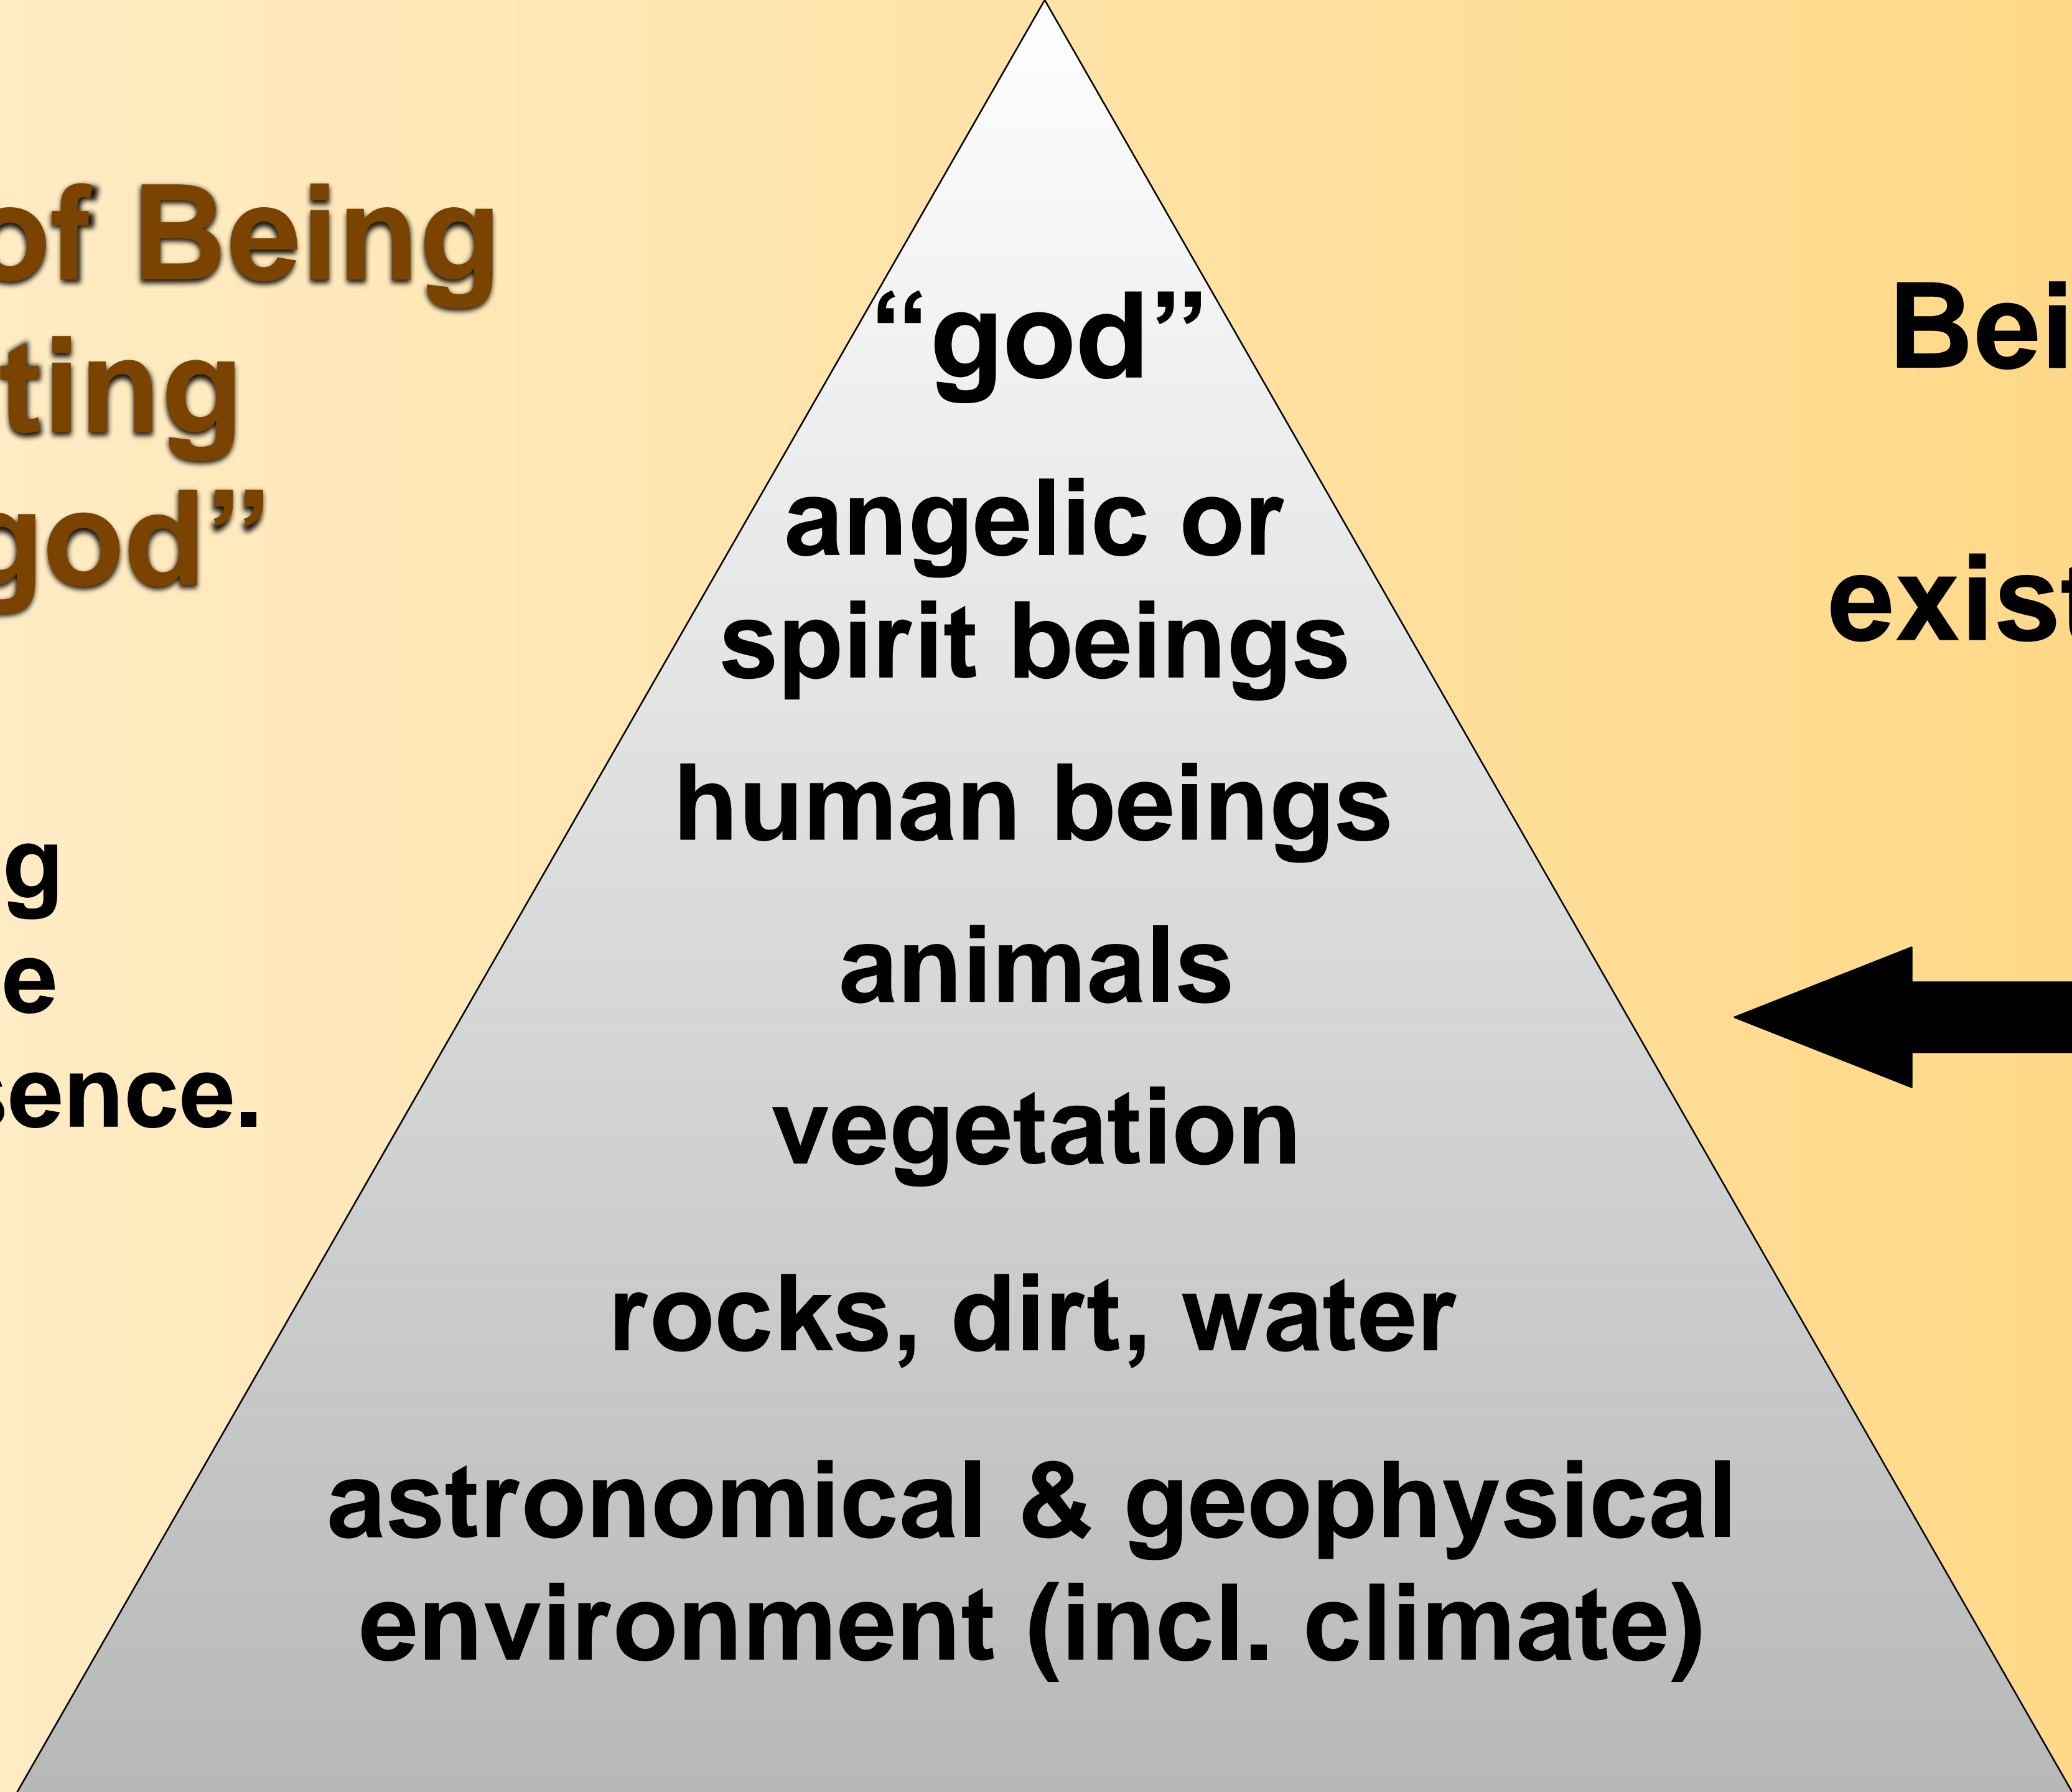 of Being
ting
god”
g
e
sence.
“god”
angelic or
spirit beings
human beings
animals
vegetation
rocks, dirt, water
astronomical & geophysical
environment (incl. climate)
Bei
exist